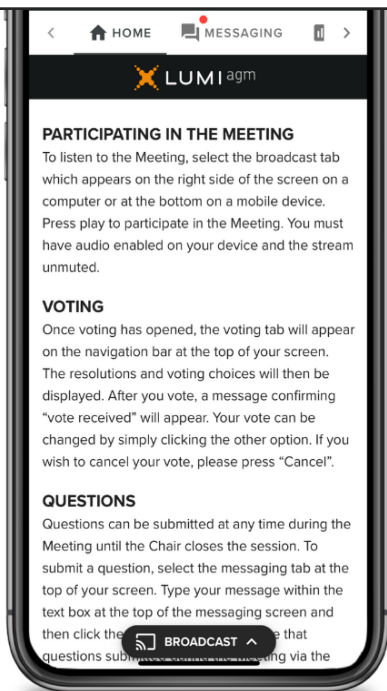 HOME MESSAGING
LUMI agm
PARTICIPATING IN THE MEETING
To listen to the Meeting, select the broadcast tab
which appears on the right side of the screen on a
computer or at the bottom on a mobile device.
Press play to participate in the Meeting. You must
have audio enabled on your device and the stream
unmuted.
VOTING
Once voting has opened, the voting tab will appear
on the navigation bar at the top of your screen.
The resolutions and voting choices will then be
displayed. After you vote, a message confirming
“vote received” will appear. Your vote can be
changed by simply clicking the other option. If you
wish to cancel your vote, please press “Cancel”.
QUESTIONS
Questions can be submitted at any time during the
Meeting until the Chair closes the session. To
submit a question, select the messaging tab at the
top of your screen. Type your message within the
text box at the top of the messaging screen and
then click the that
BROADCAST
questions via the